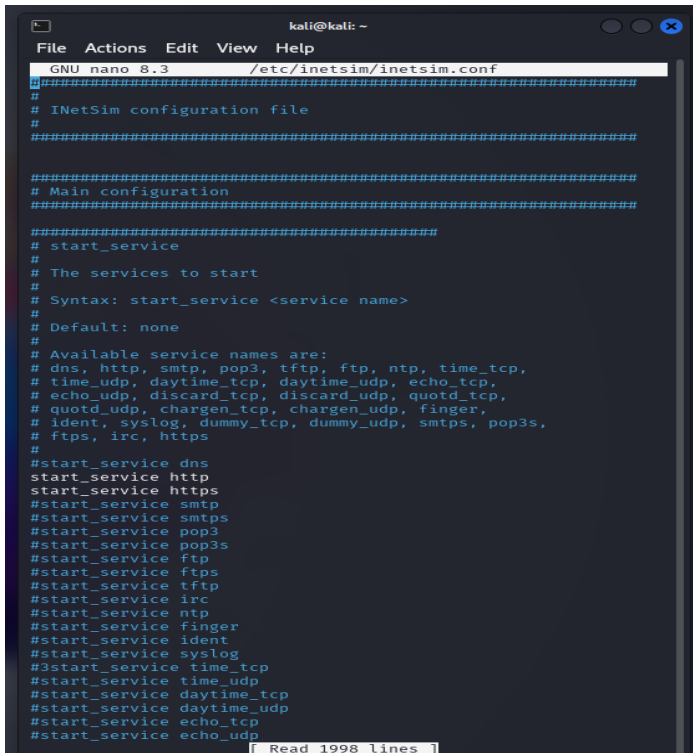 kali@kali: ~
File Actions Edit View Help
GNU nano 8.3 /etc/inetsim/inetsim.conf
#############################################################
#
# INetSim configuration file
#
#############################################################
#############################################################
# Main configuration
#############################################################
#########################################
# start_service
#
# The services to start
#
# Syntax: start_service <service name>
#
# Default: none
#
# Available service names are:
# dns, http, smtp, pop3, tftp, ftp, ntp, time_tcp,
# time_udp, daytime_tcp, daytime_udp, echo_tcp,
# echo_udp, discard_tcp, discard_udp, quotd_tcp,
# quotd_udp, chargen_tcp, chargen_udp, finger,
# ident, syslog, dummy_tcp, dummy_udp, smtps, pop3s,
# ftps, irc, https
#
#start_service dns
start_service http
start_service https
#start_service smtp
#start_service smtps
#start_service pop3
#start_service pop3s
#start_service ftp
#start_service ftps
#start_service tftp
#start_service irc
#start_service ntp
#start_service finger
#start_service ident
#start_service syslog
#3start_service time_tcp
#start_service time_udp
#start_service daytime_tcp
#start_service daytime_udp
#start_service echo_tcp
#start_service echo_udp
[ Read 1998 lines ]